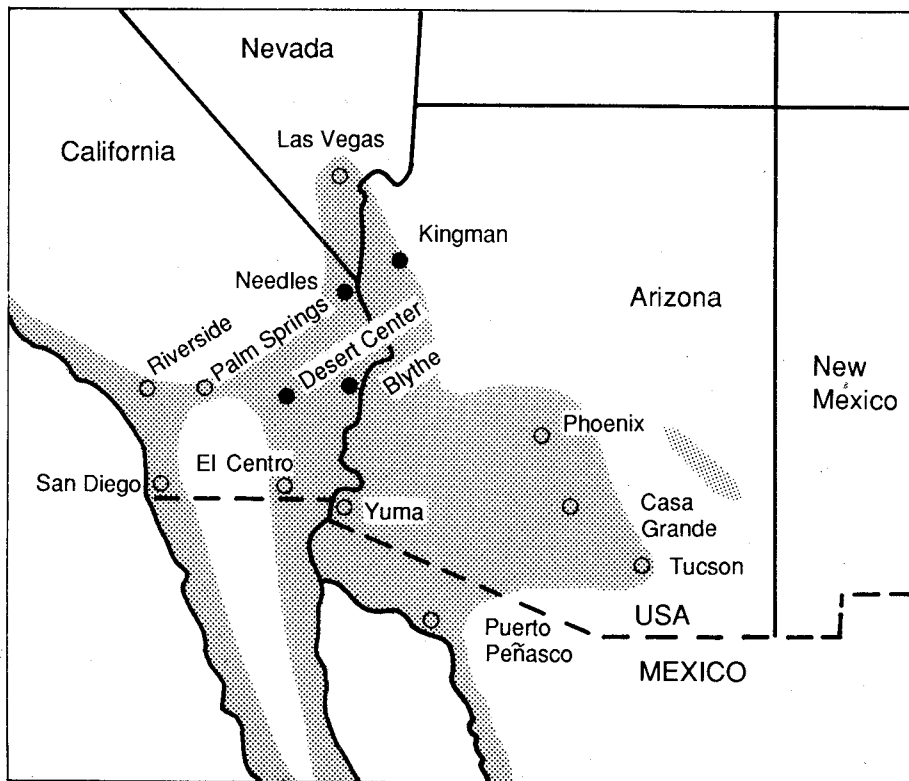 Nevada
California
Las Vegas
Kingman
Needles
Arizona
Riverside
Palm Springs
Desert Center
Blythe
New
México
Phoenix
El Centro
San Diego
Yuma
Casa
Grande
Tucson
USA
Puerto
Peñasco
MEXICO